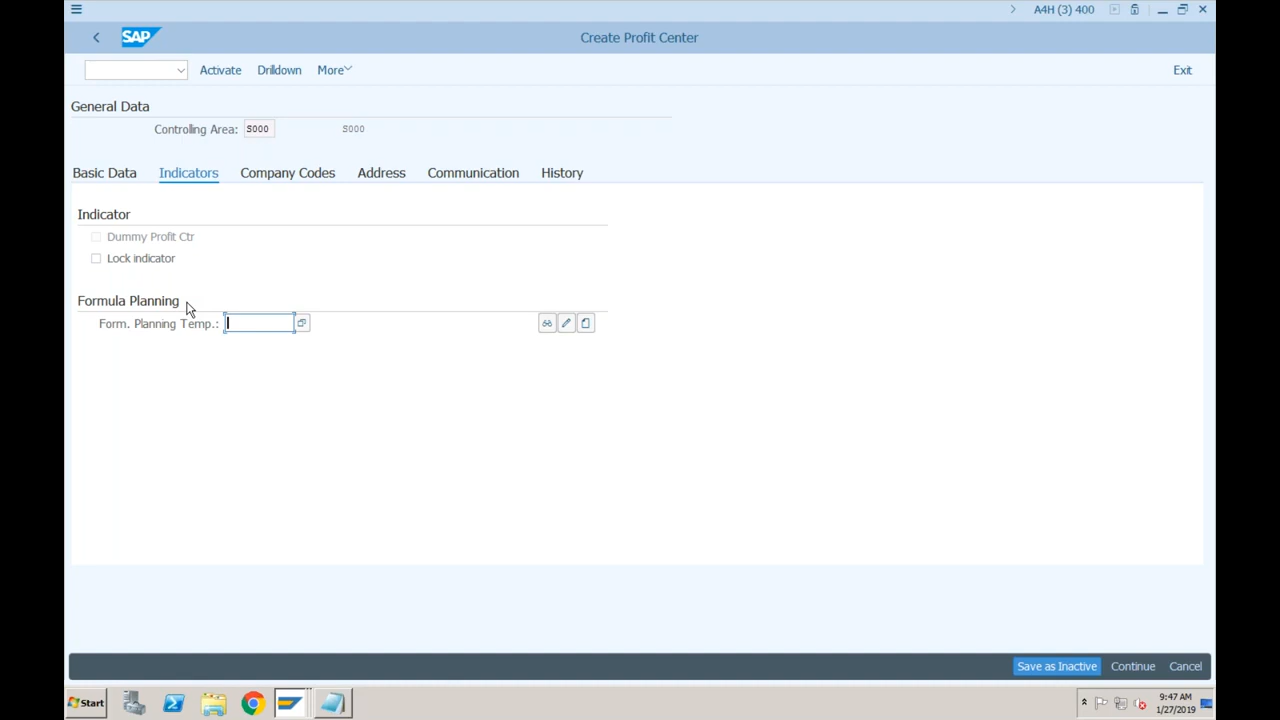 A4H (3) 400
SAP
Create Profit Center
Activate
Drilldown
More
Exit
General Data
Controlling Area: S000 S000
Basic Data
Indicators
Company Codes
Address
Communication
History
Indicator
Dummy Profit Ctr
Lock indicator
Formula Planning
Form. Planning Temp.:
Save as Inactive
Continue
Cancel
Start
9:47 AM
1/27/2019